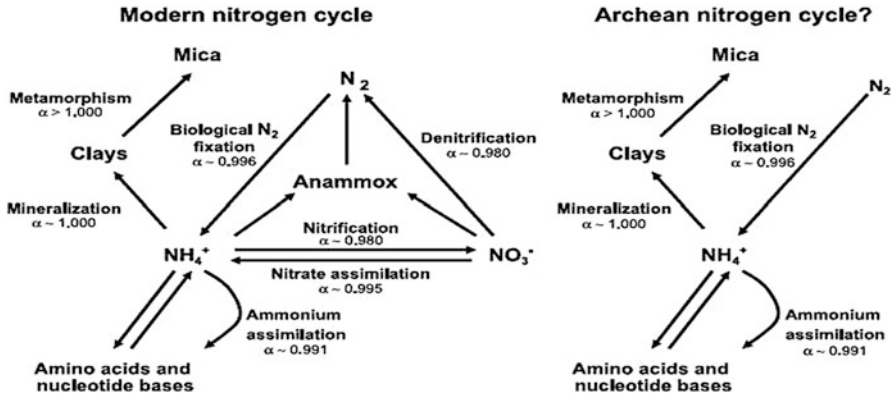 Modern nitrogen cycle
Mica
N 2
Metamorphism
α > 1.000
Biological N2
fixation
α ~ 0.996
Denitrification
α ~ 0.980
Clays
Anammox
Mineralization
α ~ 1.000
Nitrification
α ~ 0.980
NH4+
NO3-
Nitrate assimilation
α ~ 0.995
Ammonium
assimilation
α ~ 0.991
Amino acids and
nucleotide bases
Archean nitrogen cycle?
Mica
N2
Metamorphism
α > 1.000
Biological N2
fixation
α ~ 0.996
Clays
Mineralization
α ~ 1.000
NH4+
Ammonium
assimilation
α ~ 0.991
Amino acids and
nucleotide bases